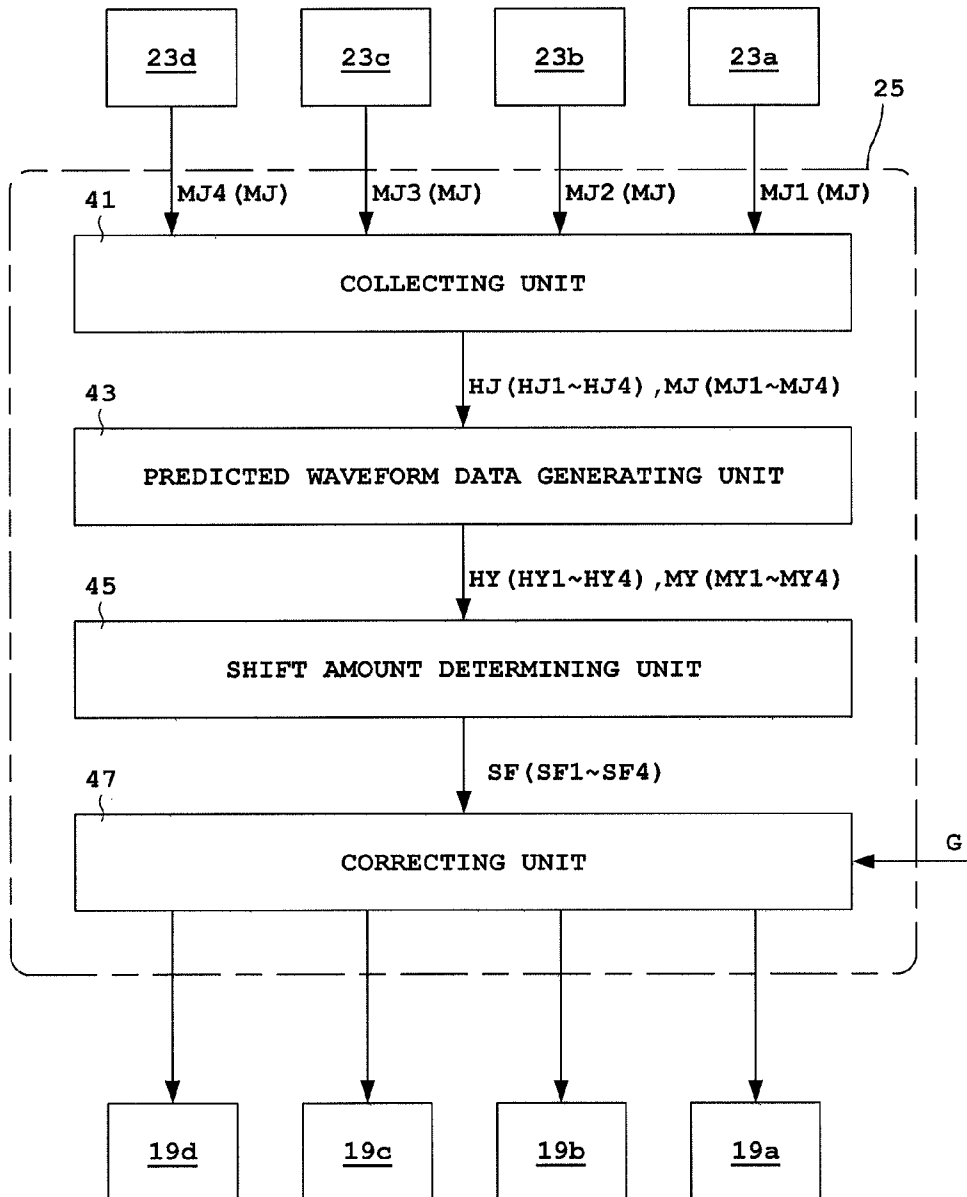 23d 23c 23b 23a
25
MJ4(MJ) MJ3(MJ) MJ2(MJ) MJ1(MJ)
41
COLLECTING UNIT
HJ(HJ1~HJ4),MJ(MJ1~MJ4)
43
PREDICTED WAVEFORM DATA GENERATING UNIT
HY(HY1~HY4),MY(MY1~MY4)
45
SHIFT AMOUNT DETERMINING UNIT
SF(SF1~SF4)
47
G
CORRECTING UNIT
19d 19c 19b 19a